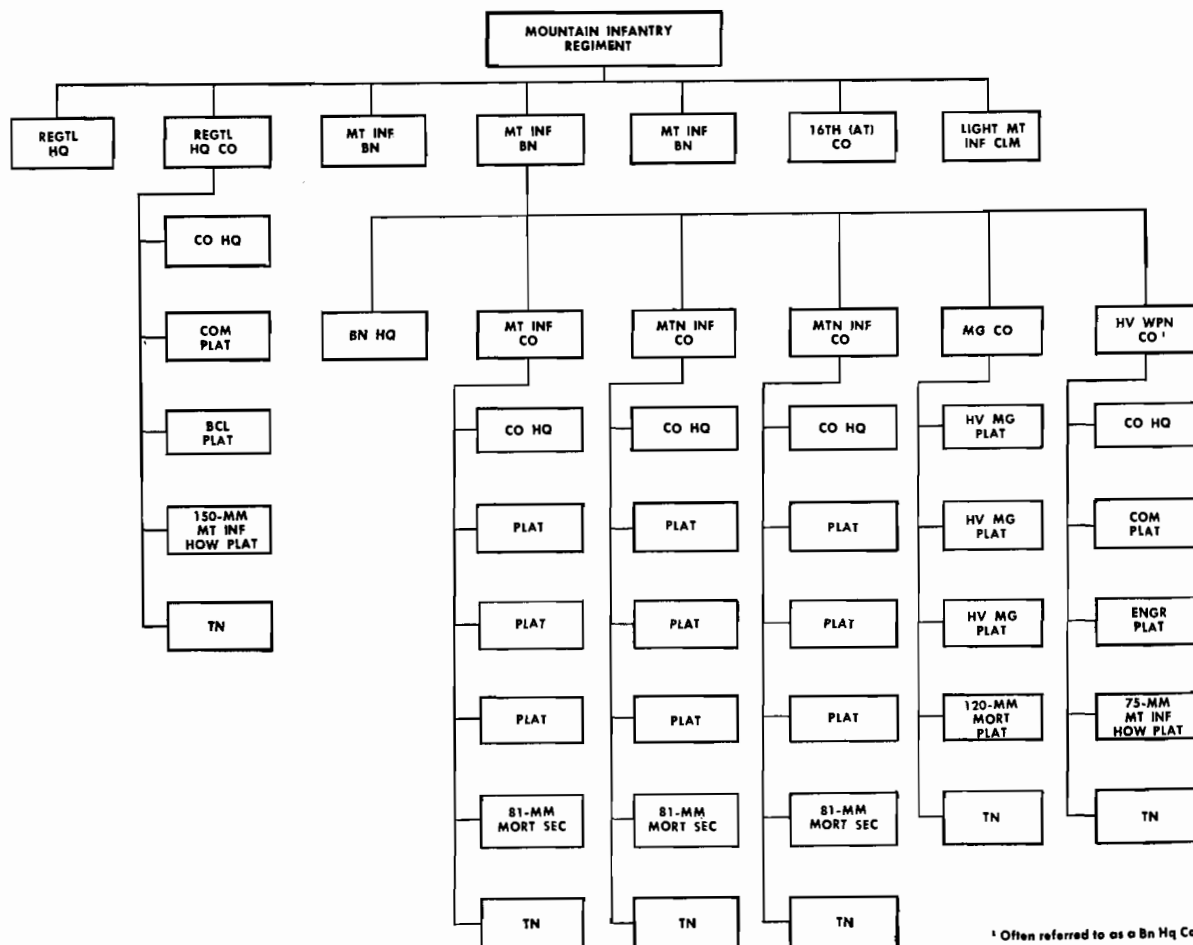 MOUNTAIN INFANTRY
REGIMENT
REGTL
HQ
REGTL
HQ CO
MT INF
BN
MT INF
BN
MT INF
BN
16TH (AT)
CO
LIGHT MT
INF CLM
CO HQ
COM
PLAT
BCL
PLAT
150-MM
MT INF
HOW PLAT
TN
BN HQ
MT INF
CO
MTN INF
CO
MTN INF
CO
MG CO
HV WPN
CO ¹
CO HQ
PLAT
PLAT
PLAT
81-MM
MORT SEC
TN
CO HQ
PLAT
PLAT
PLAT
81-MM
MORT SEC
TN
CO HQ
PLAT
PLAT
PLAT
81-MM
MORT SEC
TN
HV MG
PLAT
HV MG
PLAT
HV MG
PLAT
120-MM
MORT
PLAT
TN
CO HQ
COM
PLAT
ENGR
PLAT
75-MM
MT INF
HOW PLAT
TN
¹ Often referred to as a Bn Hq Co